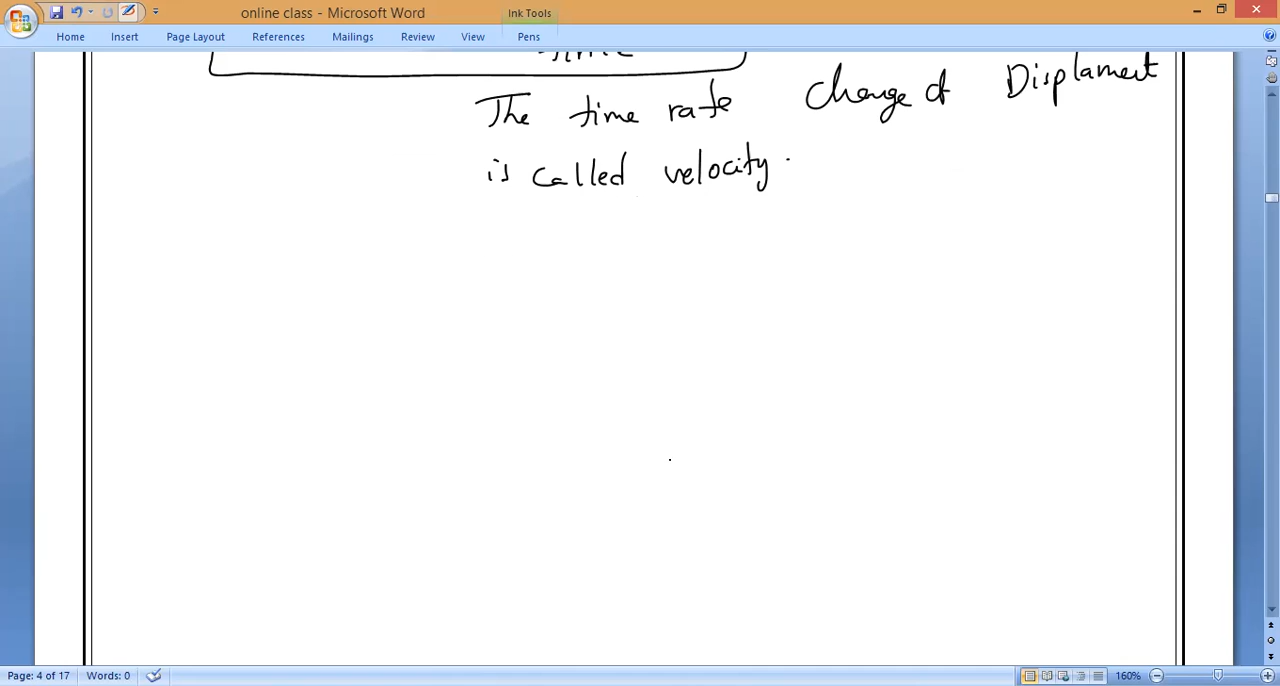 online class - Microsoft Word
Ink Tools
Home Insert Page Layout References Mailings Review View Pens
The time rate change of Displament
is called velocity.
Page: 4 of 17 Words: 0 160%